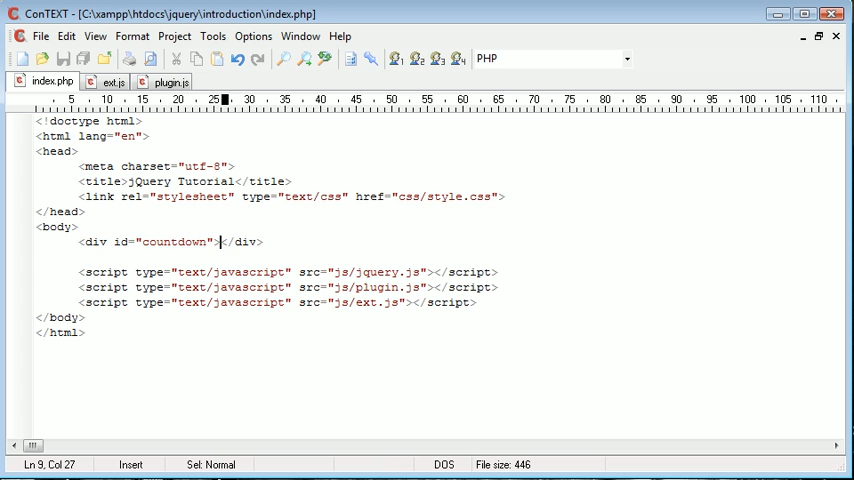 ConTEXT - [C:\xampp\htdocs\jquery\introduction\index.php]
File Edit View Format Project Tools Options Window Help
PHP
index.php ext.js plugin.js
5 10 15 20 25 30 35 40 45 50 55 60 65 70 75 80 85 90 95 100 105 110
<!doctype html>
<html lang="en">
<head>
<meta charset="utf-8">
<title>jQuery Tutorial</title>
<link rel="stylesheet" type="text/css" href="css/style.css">
</head>
<body>
<div id="countdown"></div>
<script type="text/javascript" src="js/jquery.js"></script>
<script type="text/javascript" src="js/plugin.js"></script>
<script type="text/javascript" src="js/ext.js"></script>
</body>
</html>
Ln 9, Col 27 Insert Sel: Normal DOS File size: 446